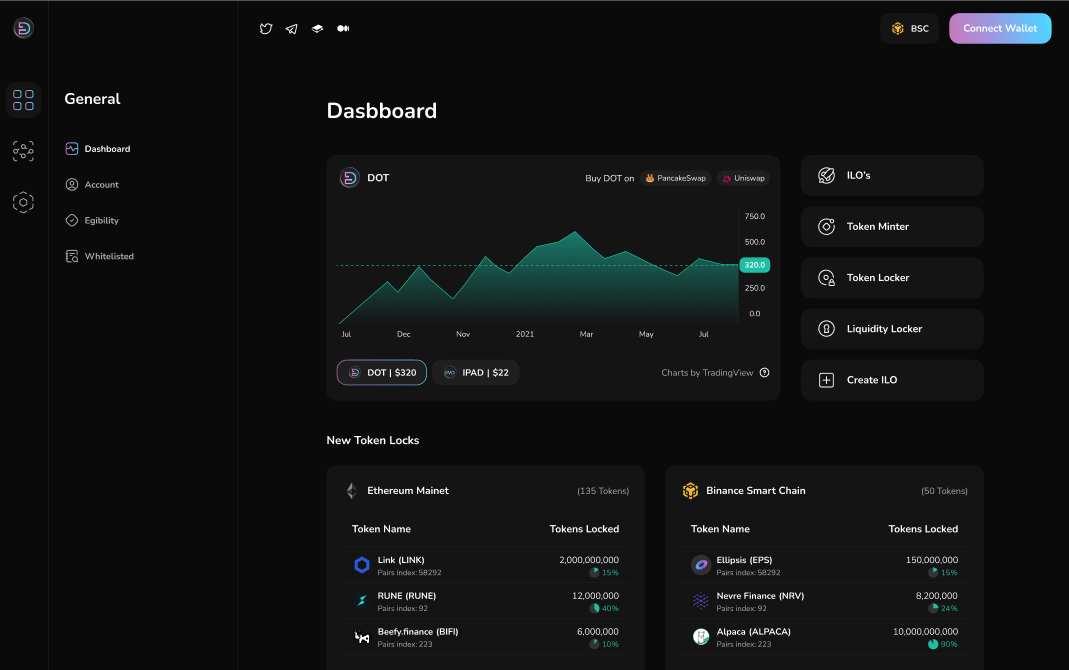 BSC
Connect Wallet
General
Dashboard
Account
Egibility
Whitelisted
Dasbboard
DOT
Buy DOT on
PancakeSwap
Uniswap
750.0
500.0
320.0
250.0
0.0
Jul
Dec
Nov
2021
Mar
May
Jul
DOT | $320
IPAD | $22
Charts by TradingView
ILO's
Token Minter
Token Locker
Liquidity Locker
Create ILO
New Token Locks
Ethereum Mainet
(135 Tokens)
Token Name
Tokens Locked
Link (LINK)
2,000,000,000
Pairs index: 58292
15%
RUNE (RUNE)
12,000,000
Pairs index: 92
40%
Beefy.finance (BIFI)
6,000,000
Pairs index: 223
10%
Binance Smart Chain
(50 Tokens)
Token Name
Tokens Locked
Ellipsis (EPS)
150,000,000
Pairs index: 58292
15%
Nevre Finance (NRV)
8,200,000
Pairs index: 92
24%
Alpaca (ALPACA)
10,000,000,000
Pairs index: 223
90%